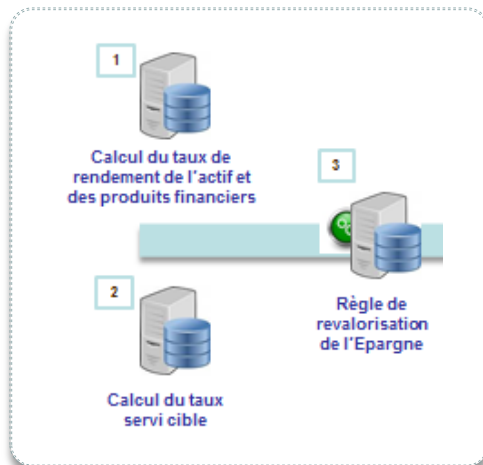 1
Calcul du taux de
rendement de l'actif et
des produits financiers
3
Règle de
revalorisation
de l'Epargne
2
Calcul du taux
servi cible